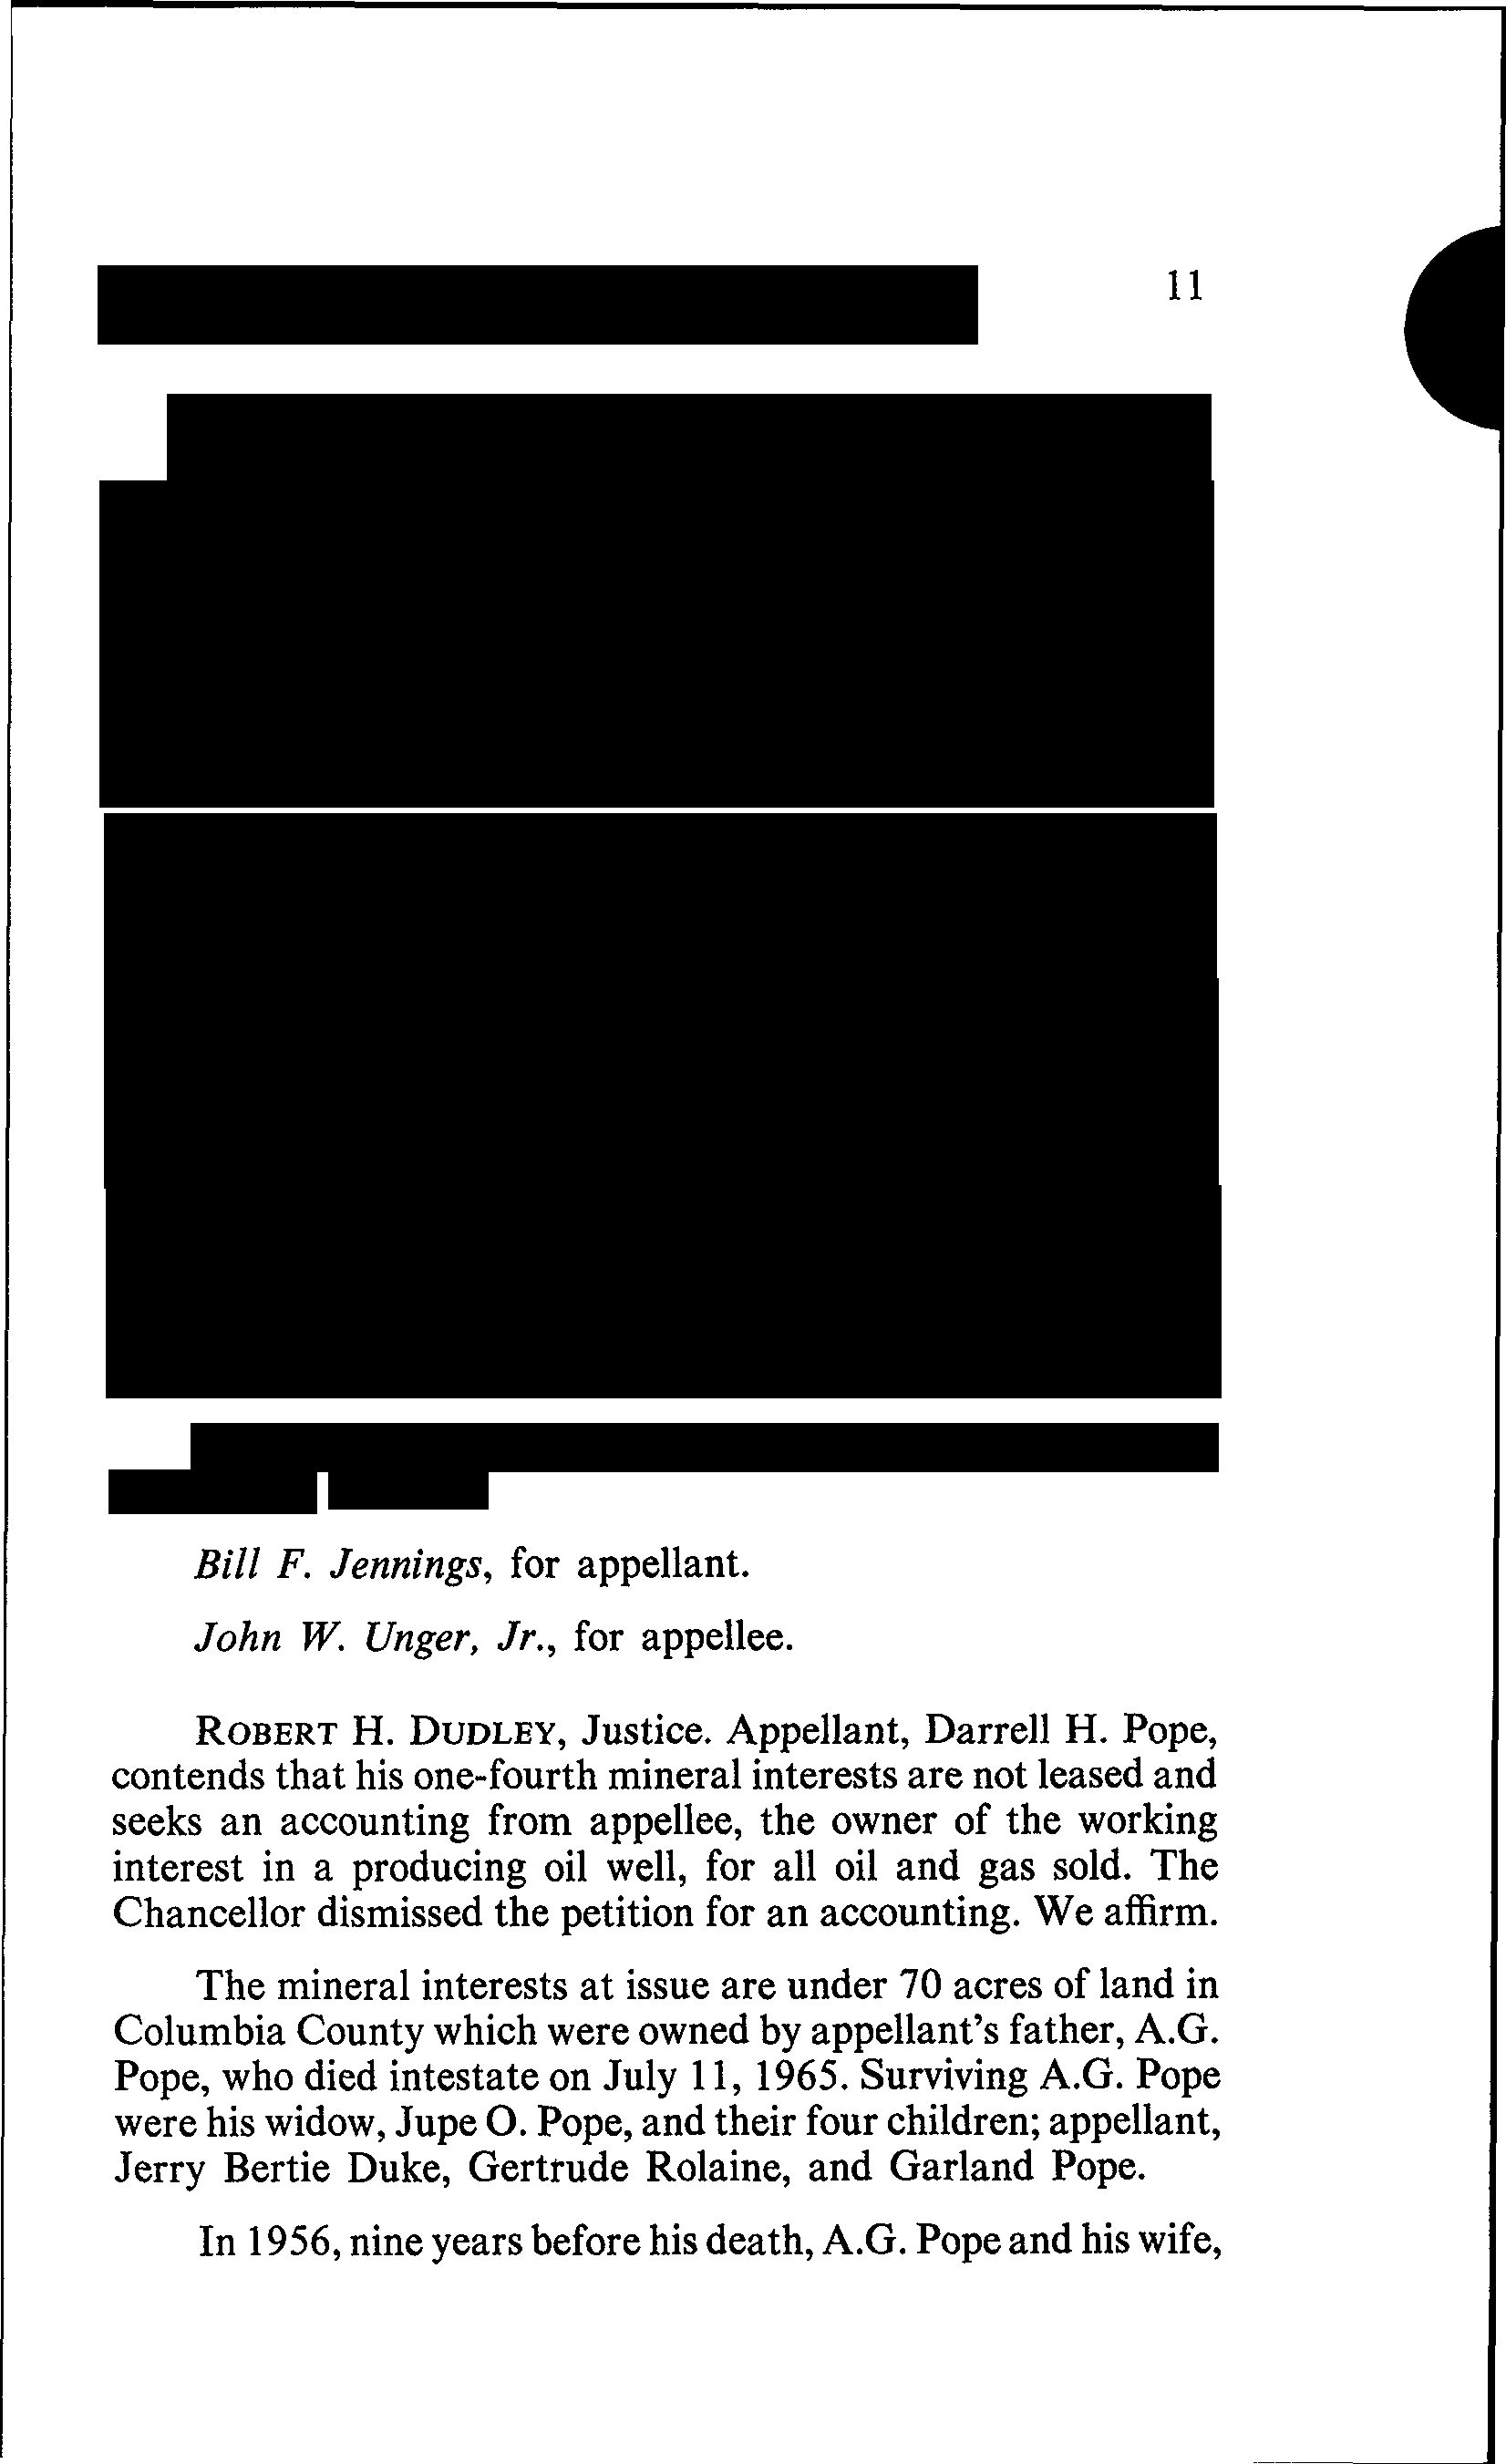 11
Bill F. Jennings, for appellant.
John W. Unger, Jr., for appellee.
ROBERT H. DUDLEY, Justice. Appellant, Darrell H. Pope,
contends that his one-fourth mineral interests are not leased and
seeks an accounting from appellee, the owner of the working
interest in a producing oil well, for all oil and gas sold. The
Chancellor dismissed the petition for an accounting. We affirm.
The mineral interests at issue are under 70 acres of land in
Columbia County which were owned by appellant's father, A.G.
Pope, who died intestate on July 11, 1965. Surviving A.G. Pope
were his widow, Jupe O. Pope, and their four children; appellant,
Jerry Bertie Duke, Gertrude Rolaine, and Garland Pope.
In 1956, nine years before his death, A.G. Pope and his wife,